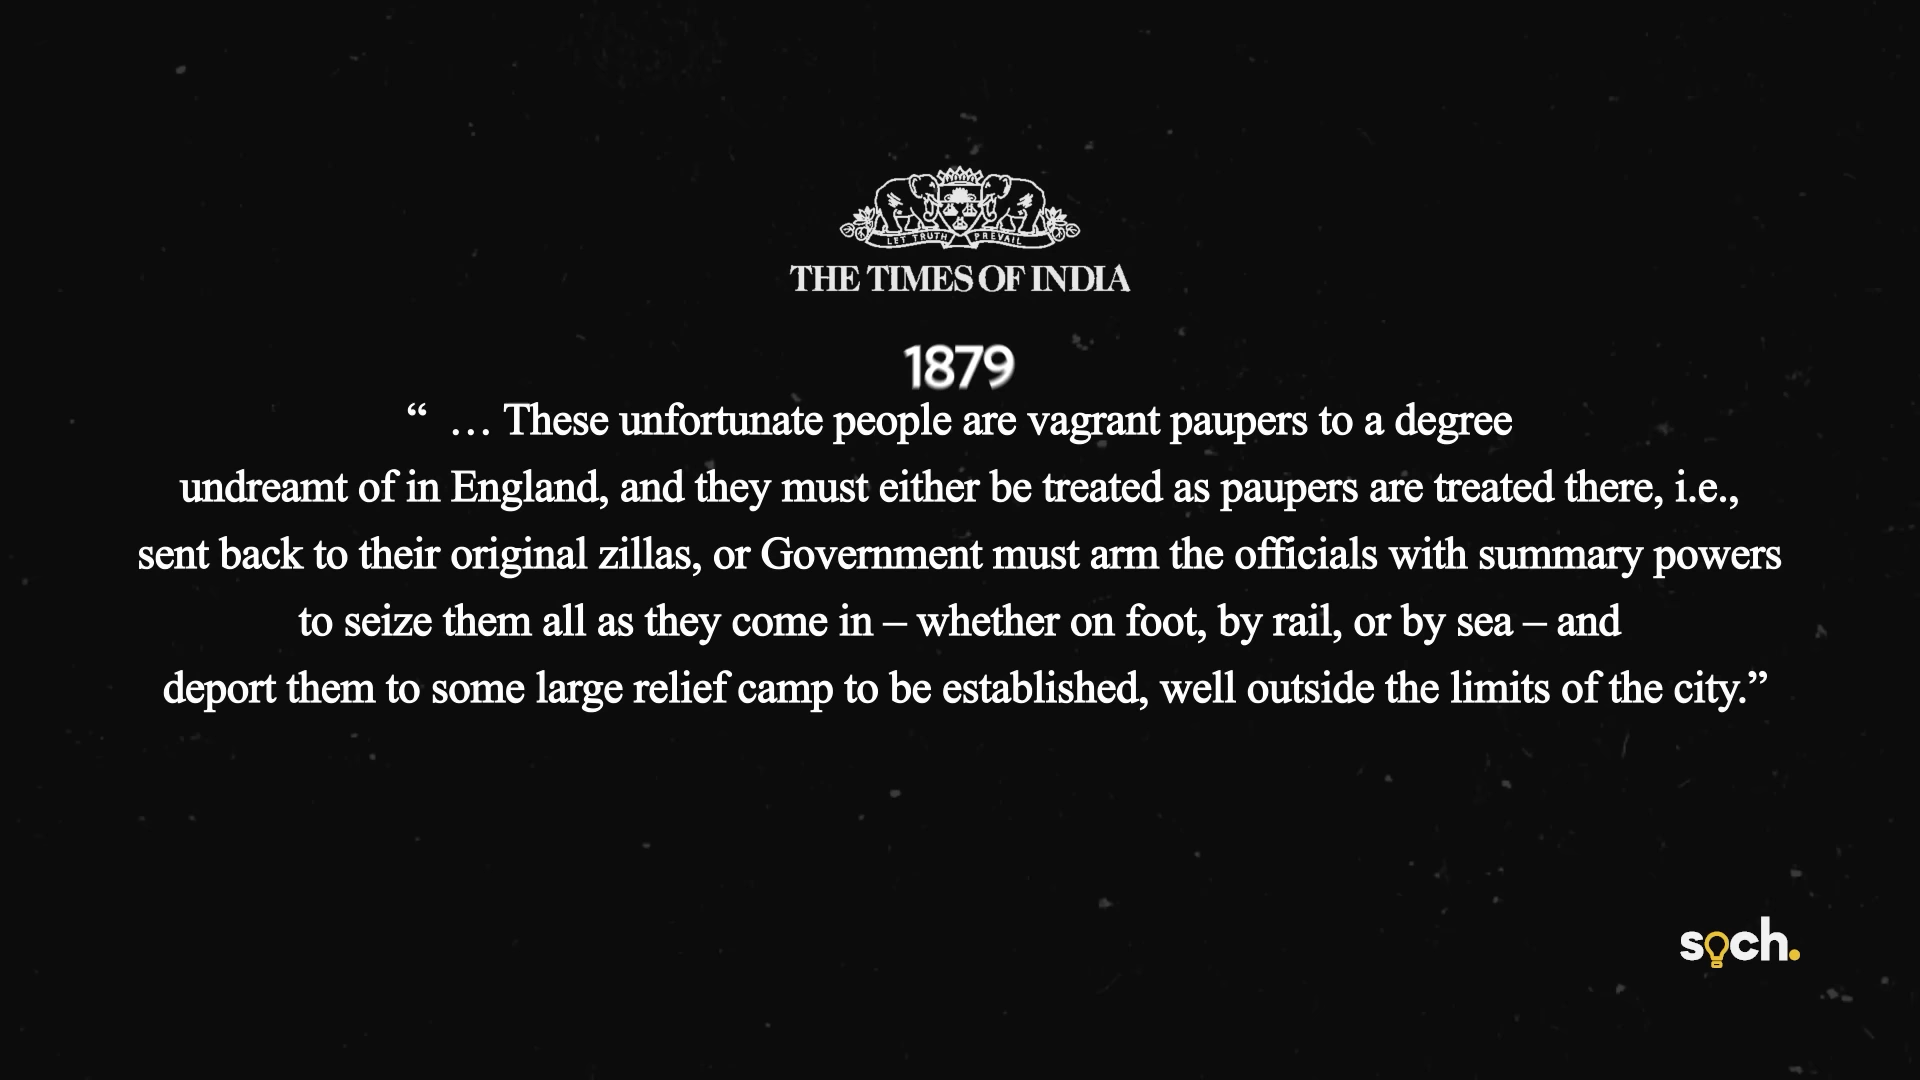 LET TRUTH PREVAIL
THE TIMES OF INDIA
1879
“ … These unfortunate people are vagrant paupers to a degree
undreamt of in England, and they must either be treated as paupers are treated there, i.e.,
sent back to their original zillas, or Government must arm the officials with summary powers
to seize them all as they come in – whether on foot, by rail, or by sea – and
deport them to some large relief camp to be established, well outside the limits of the city.”
soch.